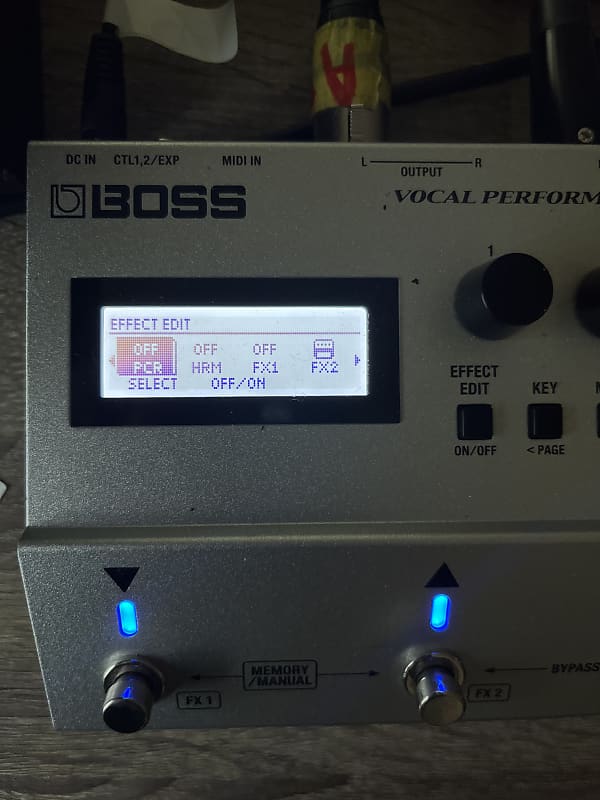 DC IN CTL1,2/EXP MIDI IN L R
OUTPUT
BOSS
VOCAL PERFORM
A
1
EFFECT EDIT
OFF OFF OFF
PCR HRM FX1 FX2
SELECT OFF/ON
EFFECT
EDIT
KEY
ON/OFF
< PAGE
MEMORY
/MANUAL
BYPASS
FX 1
FX 2